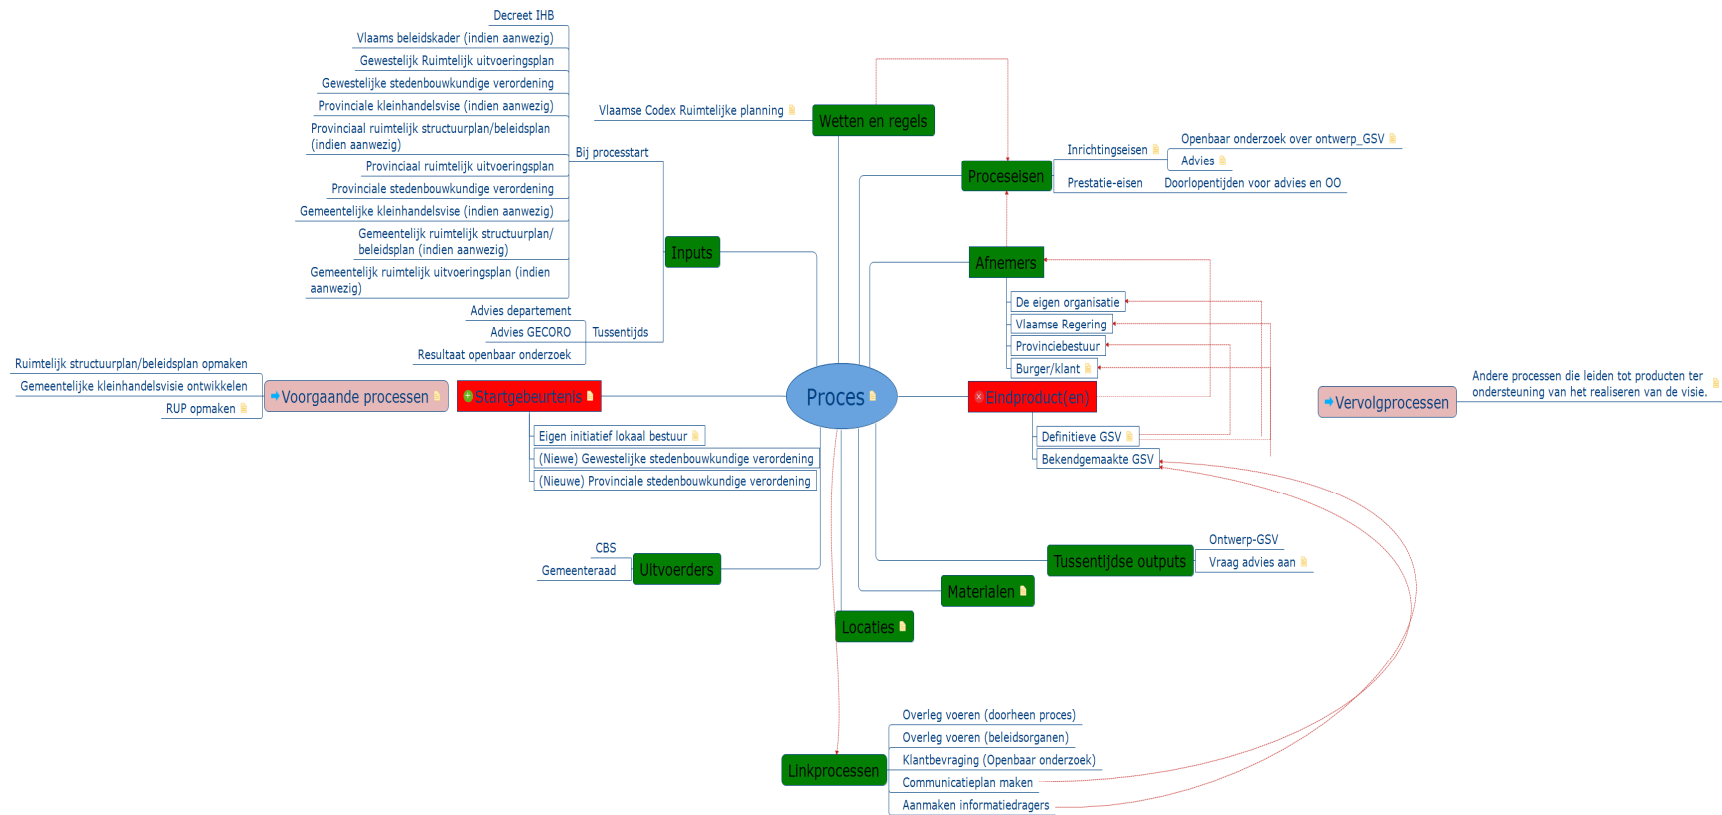 Decreet IHB
Vlaams beleidskader (indien aanwezig)
Gewestelijk Ruimtelijk uitvoeringsplan
Gewestelijke stedenbouwkundige verordening
Provinciale kleinhandelsvise (indien aanwezig)
Provinciaal ruimtelijk structuurplan/beleidsplan
(indien aanwezig)
Provinciaal ruimtelijk uitvoeringsplan
Provinciale stedenbouwkundige verordening
Gemeentelijke kleinhandelsvise (indien aanwezig)
Gemeentelijk ruimtelijk structuurplan/
beleidsplan (indien aanwezig)
Gemeentelijk ruimtelijk uitvoeringsplan (indien
aanwezig)
Bij processtart
Advies departement
Advies GECORO
Resultaat openbaar onderzoek
Tussentijds
Inputs
Vlaamse Codex Ruimtelijke planning
Wetten en regels
Proceseisen
Inrichtingseisen
Openbaar onderzoek over ontwerp_GSV
Advies
Prestatie-eisen
Doorlopentijden voor advies en OO
Afnemers
De eigen organisatie
Vlaamse Regering
Provinciebestuur
Burger/klant
Ruimtelijk structuurplan/beleidsplan opmaken
Gemeentelijke kleinhandelsvisie ontwikkelen
RUP opmaken
Voorgaande processen
Startgebeurtenis
Eigen initiatief lokaal bestuur
(Niewe) Gewestelijke stedenbouwkundige verordening
(Nieuwe) Provinciale stedenbouwkundige verordening
Proces
Eindproduct(en)
Definitieve GSV
Bekendgemaakte GSV
Vervolgprocessen
Andere processen die leiden tot producten ter
ondersteuning van het realiseren van de visie.
CBS
Gemeenteraad
Uitvoerders
Tussentijdse outputs
Ontwerp-GSV
Vraag advies aan
Materialen
Locaties
Linkprocessen
Overleg voeren (doorheen proces)
Overleg voeren (beleidsorganen)
Klantbevraging (Openbaar onderzoek)
Communicatieplan maken
Aanmaken informatiedragers